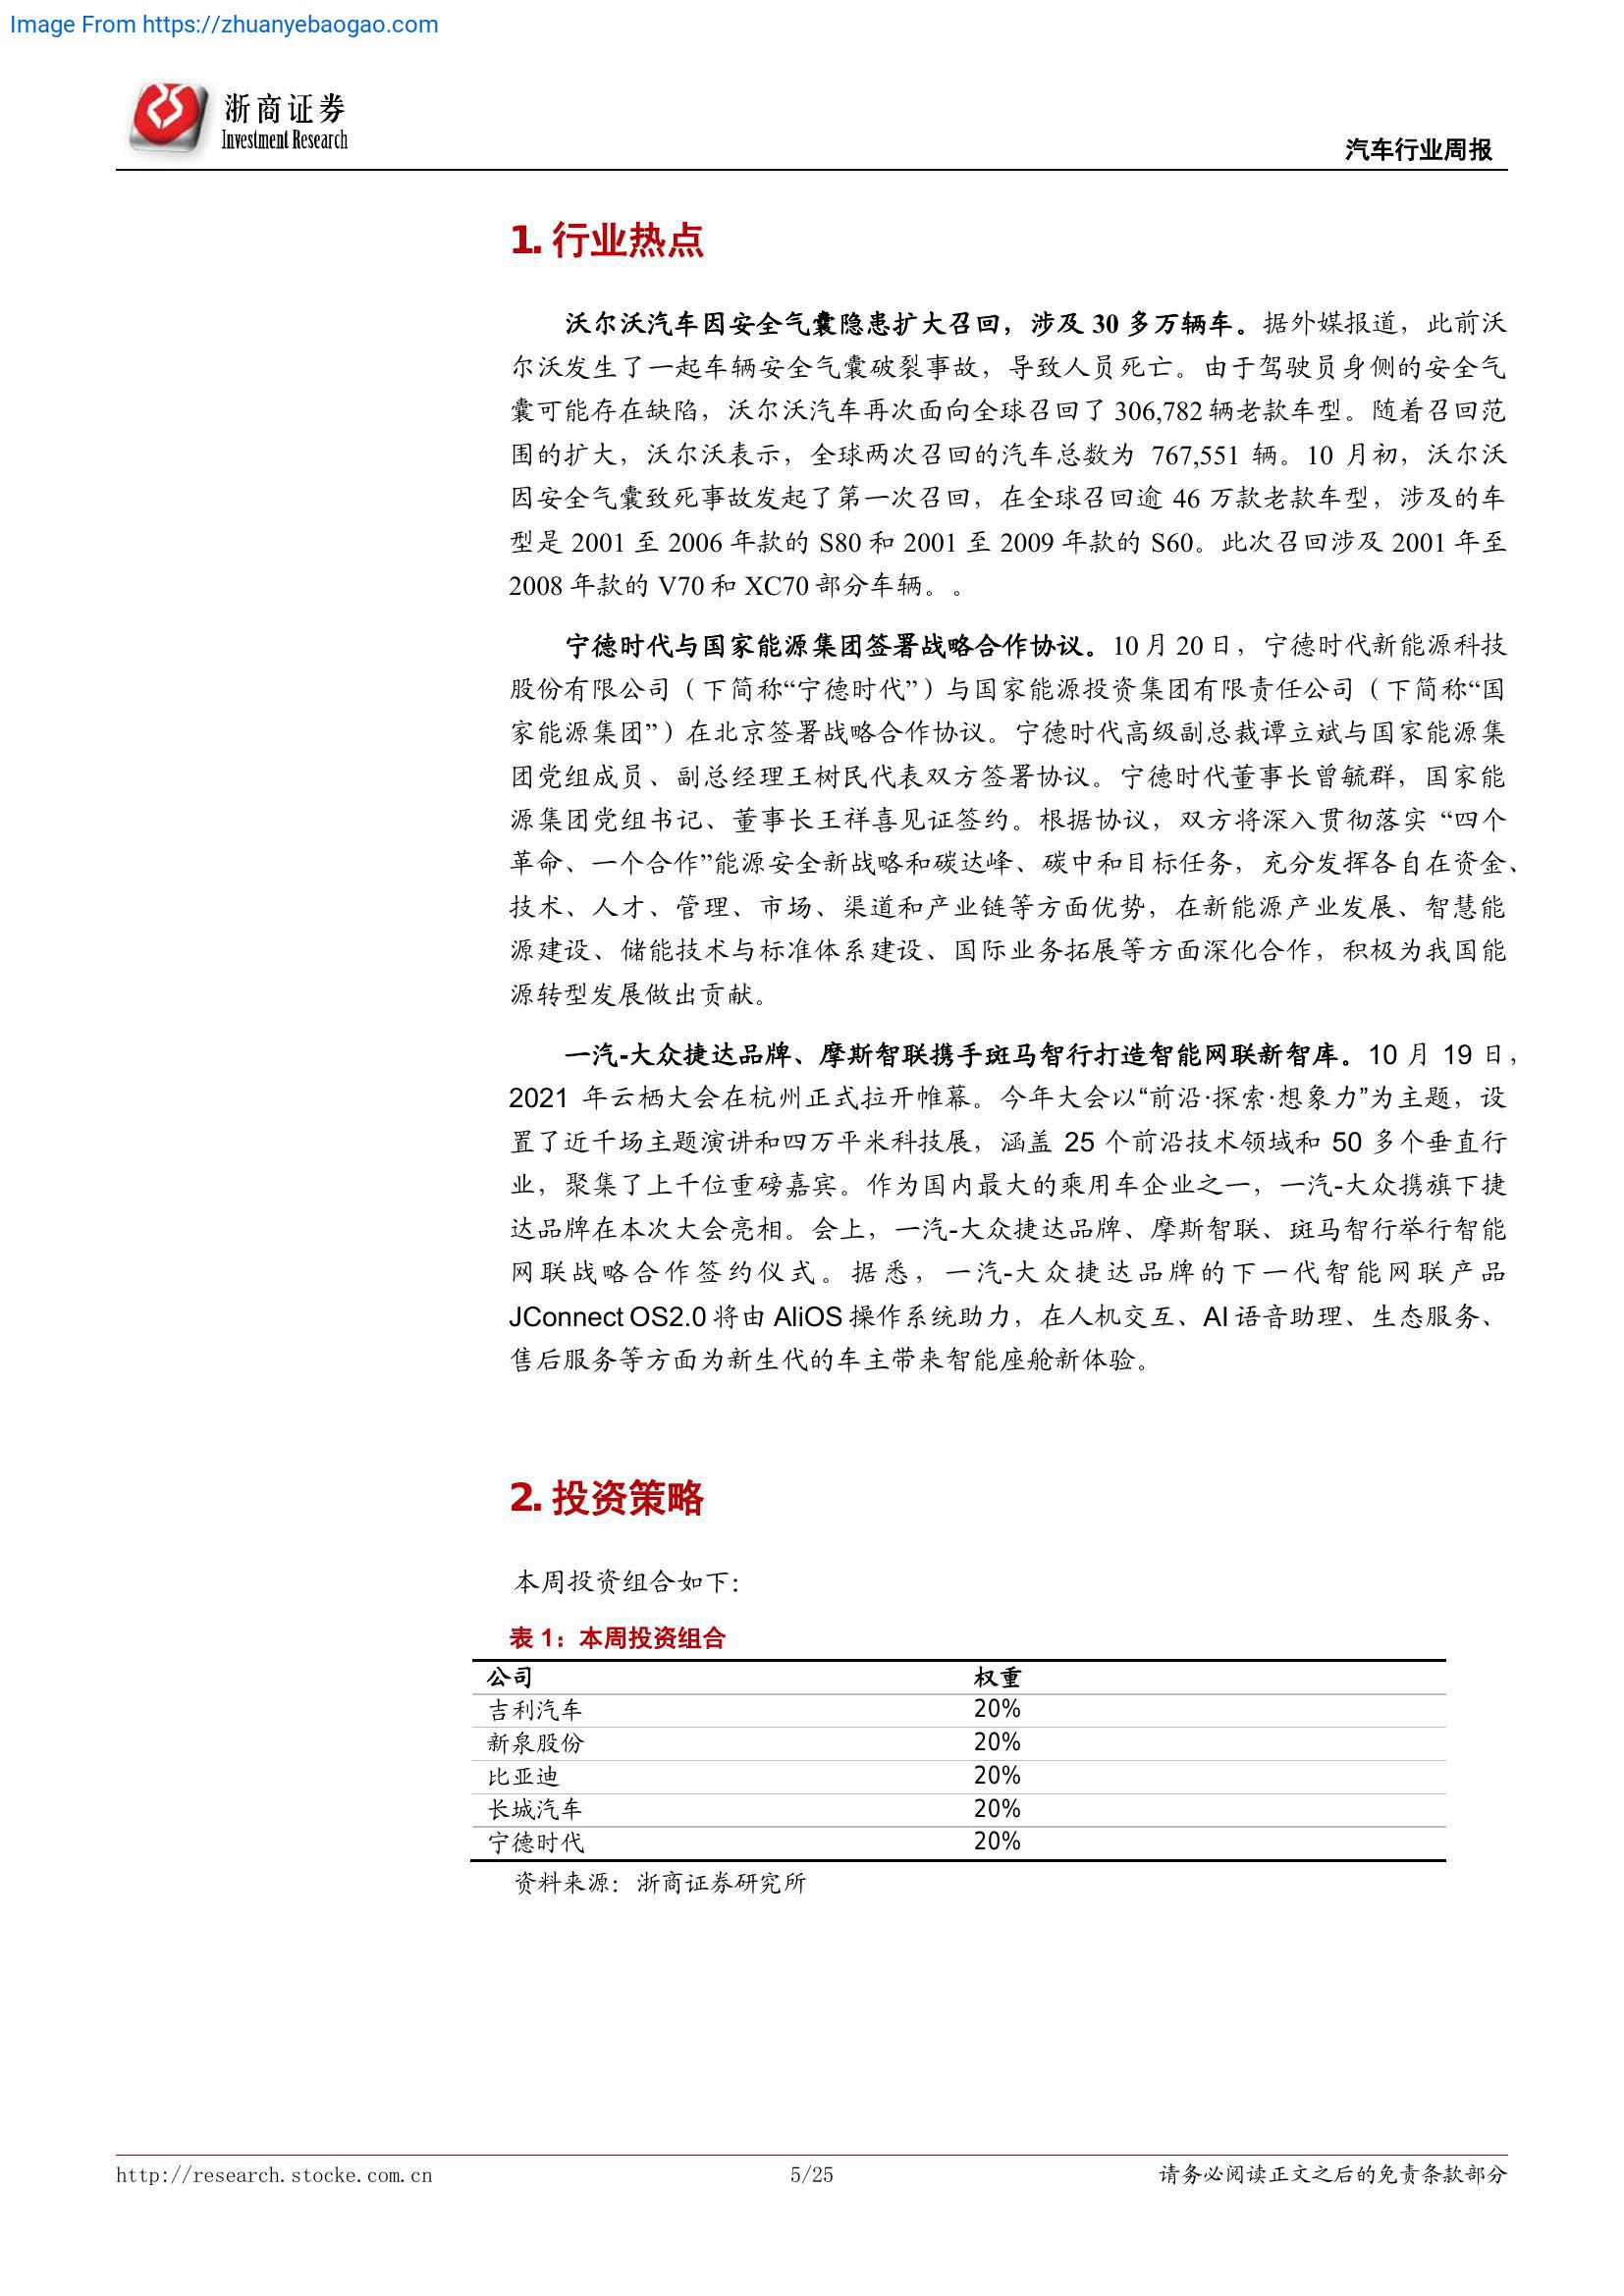 Image From https://zhuanyebaogao.com
浙商证券
Investment Research
汽车行业周报
1. 行业热点
沃尔沃汽车因安全气囊隐患扩大召回，涉及 30 多万辆车。据外媒报道，此前沃
尔沃发生了一起车辆安全气囊破裂事故，导致人员死亡。由于驾驶员身侧的安全气
囊可能存在缺陷，沃尔沃汽车再次面向全球召回了 306,782 辆老款车型。随着召回范
围的扩大，沃尔沃表示，全球两次召回的汽车总数为 767,551 辆。10 月初，沃尔沃
因安全气囊致死事故发起了第一次召回，在全球召回逾 46 万款老款车型，涉及的车
型是 2001 至 2006 年款的 S80 和 2001 至 2009 年款的 S60。此次召回涉及 2001 年至
2008 年款的 V70 和 XC70 部分车辆。。
宁德时代与国家能源集团签署战略合作协议。10 月 20 日，宁德时代新能源科技
股份有限公司（下简称“宁德时代”）与国家能源投资集团有限责任公司（下简称“国
家能源集团”）在北京签署战略合作协议。宁德时代高级副总裁谭立斌与国家能源集
团党组成员、副总经理王树民代表双方签署协议。宁德时代董事长曾毓群，国家能
源集团党组书记、董事长王祥喜见证签约。根据协议，双方将深入贯彻落实 “四个
革命、一个合作”能源安全新战略和碳达峰、碳中和目标任务，充分发挥各自在资金、
技术、人才、管理、市场、渠道和产业链等方面优势，在新能源产业发展、智慧能
源建设、储能技术与标准体系建设、国际业务拓展等方面深化合作，积极为我国能
源转型发展做出贡献。
一汽-大众捷达品牌、摩斯智联携手斑马智行打造智能网联新智库。10 月 19 日，
2021 年云栖大会在杭州正式拉开帷幕。今年大会以“前沿·探索·想象力”为主题，设
置了近千场主题演讲和四万平米科技展，涵盖 25 个前沿技术领域和 50 多个垂直行
业，聚集了上千位重磅嘉宾。作为国内最大的乘用车企业之一，一汽-大众携旗下捷
达品牌在本次大会亮相。会上，一汽-大众捷达品牌、摩斯智联、斑马智行举行智能
网联战略合作签约仪式。据悉，一汽-大众捷达品牌的下一代智能网联产品
JConnect OS2.0 将由 AliOS 操作系统助力，在人机交互、AI 语音助理、生态服务、
售后服务等方面为新生代的车主带来智能座舱新体验。
2. 投资策略
本周投资组合如下：
表 1：本周投资组合
公司 权重
吉利汽车 20%
新泉股份 20%
比亚迪 20%
长城汽车 20%
宁德时代 20%
资料来源：浙商证券研究所
http://research.stocke.com.cn 5/25 请务必阅读正文之后的免责条款部分